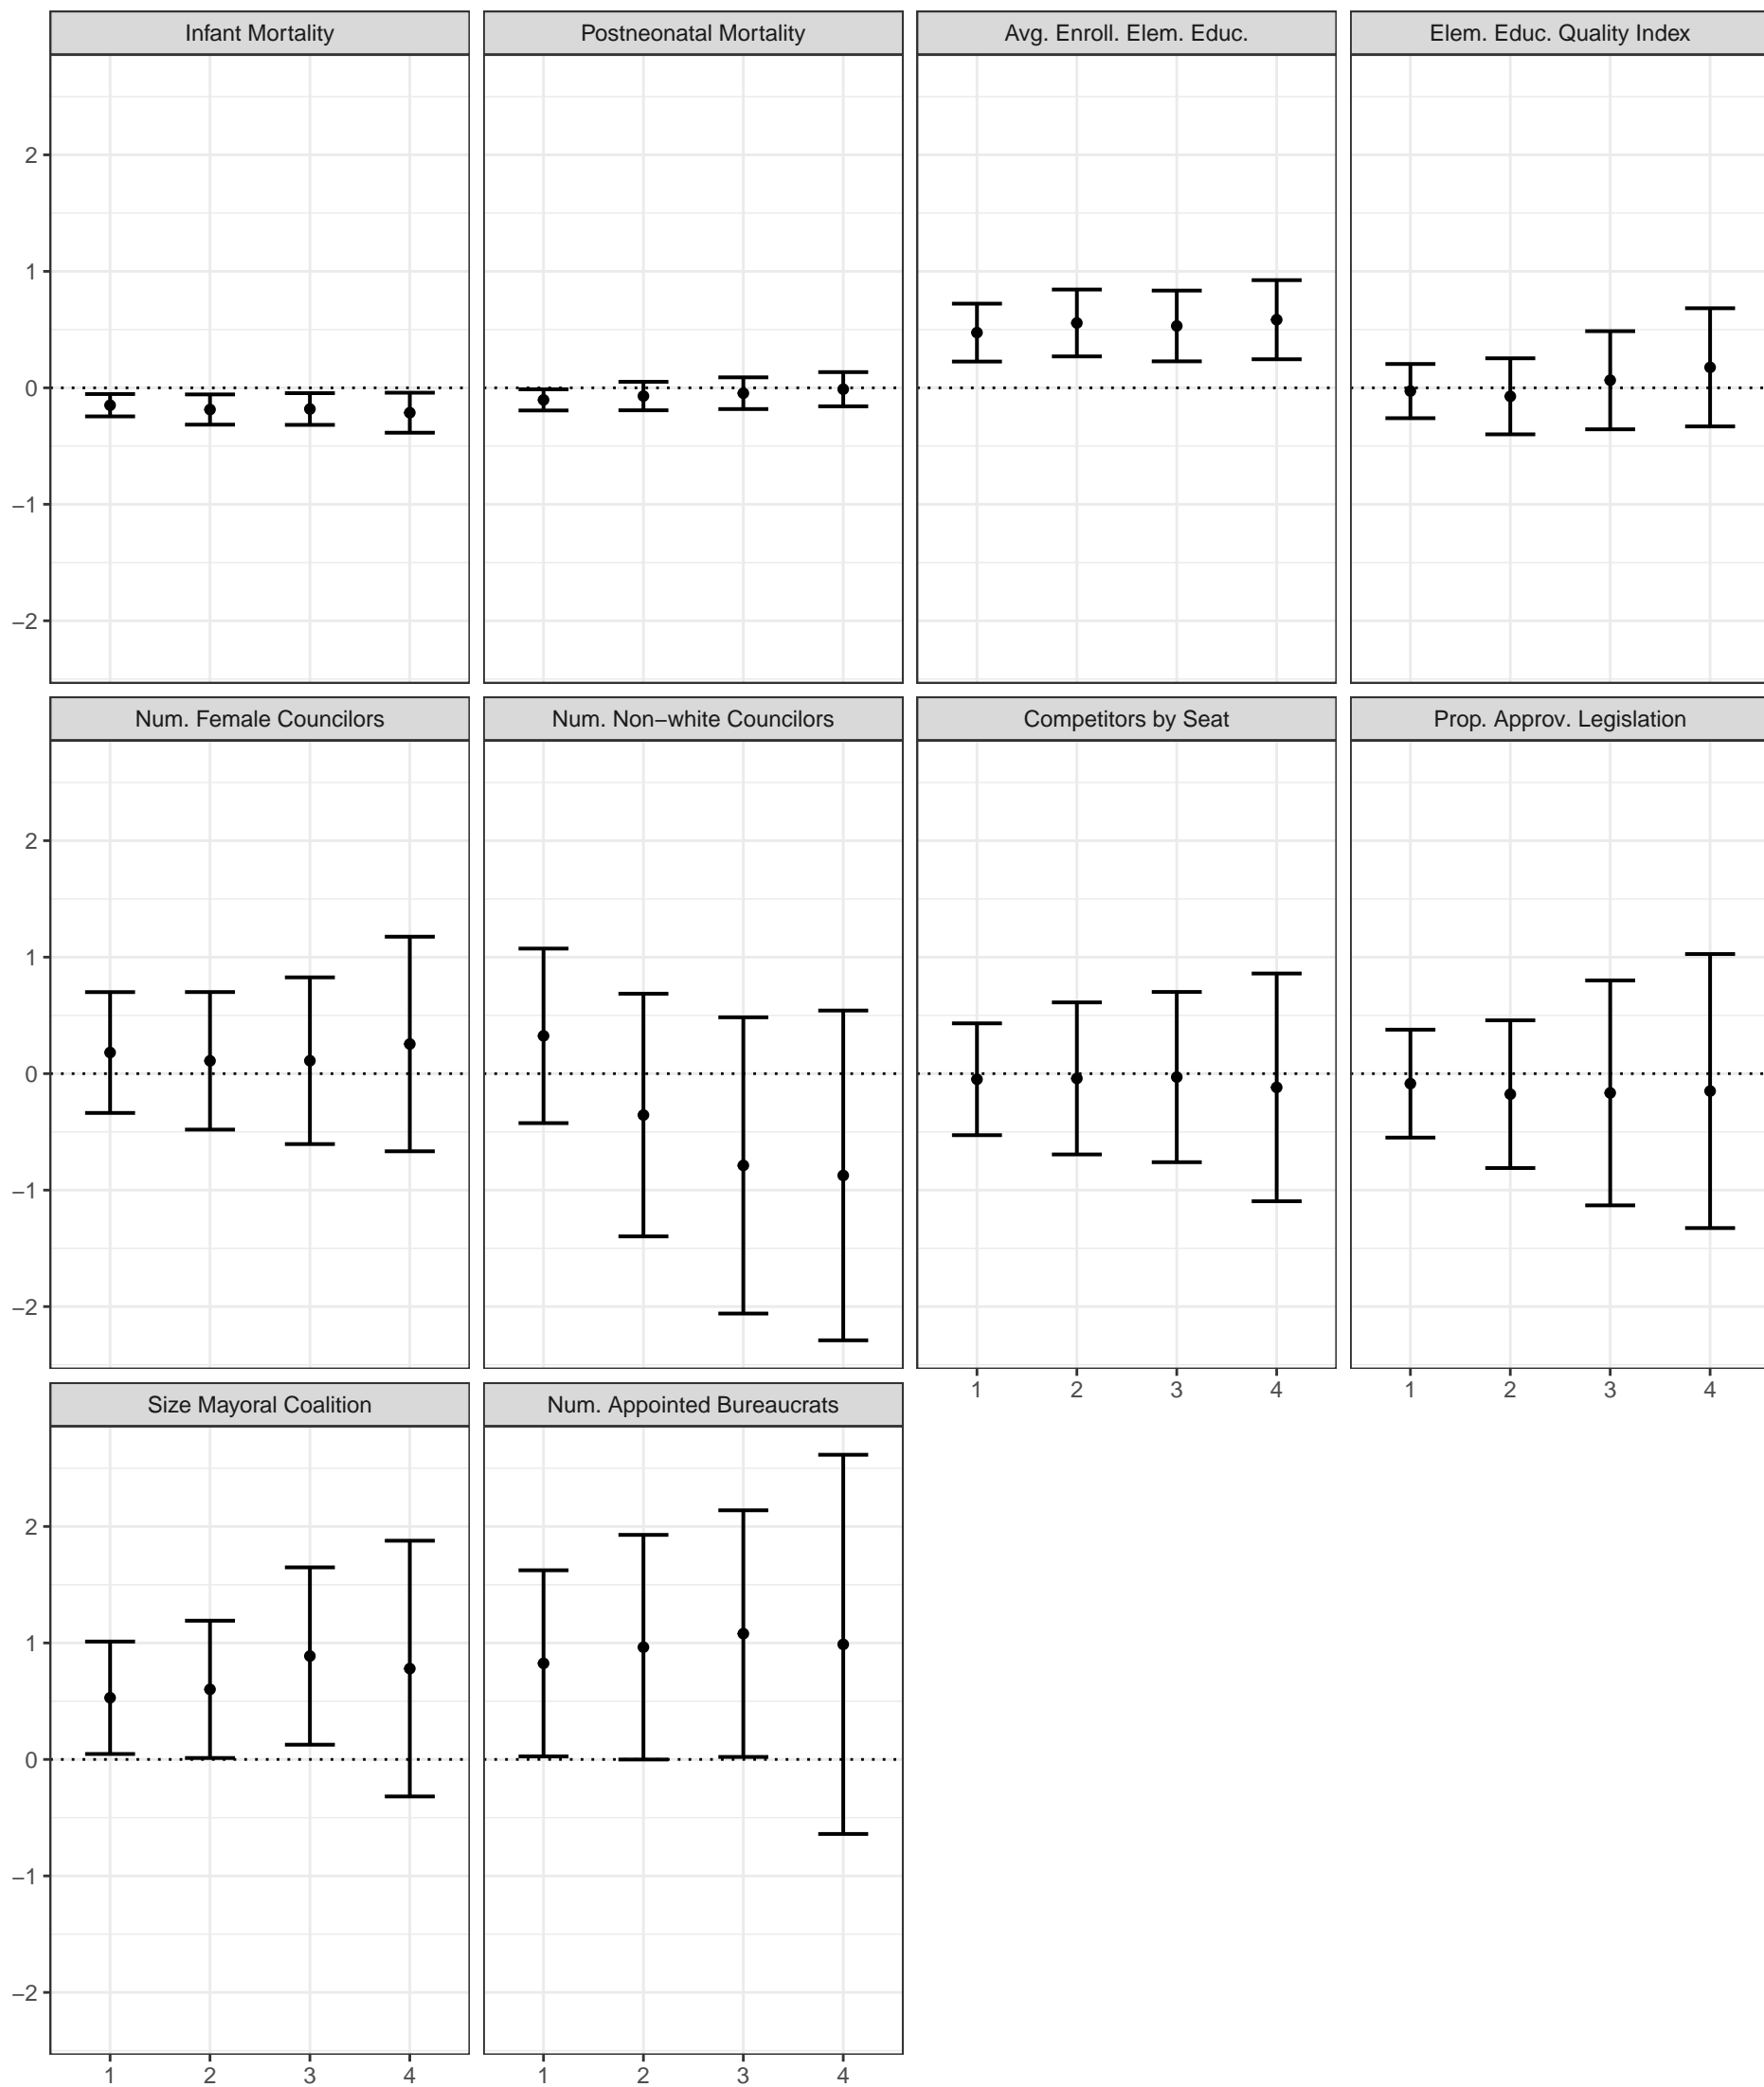 Infant Mortality
Postneonatal Mortality
Avg. Enroll. Elem. Educ.
Elem. Educ. Quality Index
2
1
0
−1
−2
Num. Female Councilors
Num. Non−white Councilors
Competitors by Seat
Prop. Approv. Legislation
2
1
0
−1
−2
1 2 3 4
1 2 3 4
Size Mayoral Coalition
Num. Appointed Bureaucrats
2
1
0
−1
−2
1 2 3 4
1 2 3 4